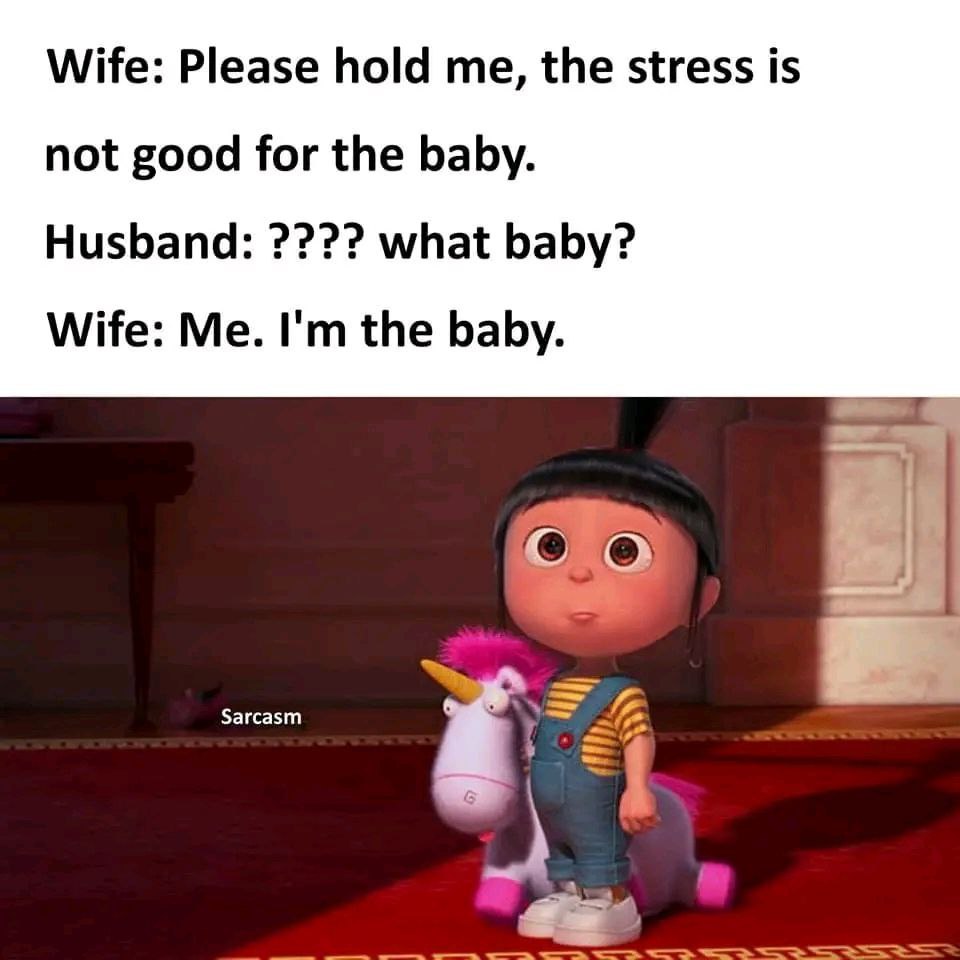 Wife: Please hold me, the stress is
not good for the baby.
Husband: ???? what baby?
Wife: Me. I'm the baby.
Sarcasm
G